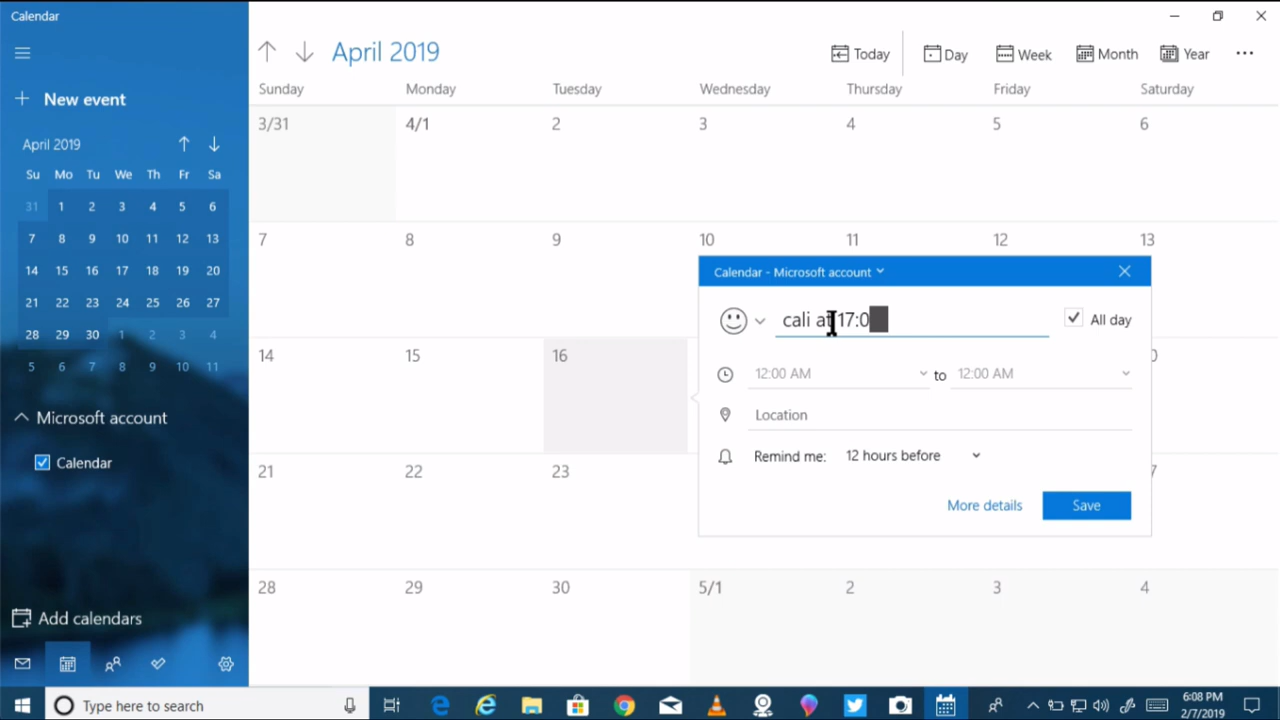 Calendar
April 2019
Today
Day
Week
Month
Year
New event
Sunday Monday Tuesday Wednesday Thursday Friday Saturday
3/31 4/1 2 3 4 5 6
April 2019
Su Mo Tu We Th Fr Sa
31 1 2 3 4 5 6
7 8 9 10 11 12 13
14 15 16 17 18 19 20
21 22 23 24 25 26 27
28 29 30 1 2 3 4
5 6 7 8 9 10 11
Microsoft account
Calendar
Add calendars
7 8 9 10 11 12 13
Calendar - Microsoft account
cali at 17:0
All day
12:00 AM to 12:00 AM
Location
Remind me: 12 hours before
More details
Save
14 15 16
21 22 23
28 29 30 5/1 2 3 4
Type here to search
6:08 PM
2/7/2019